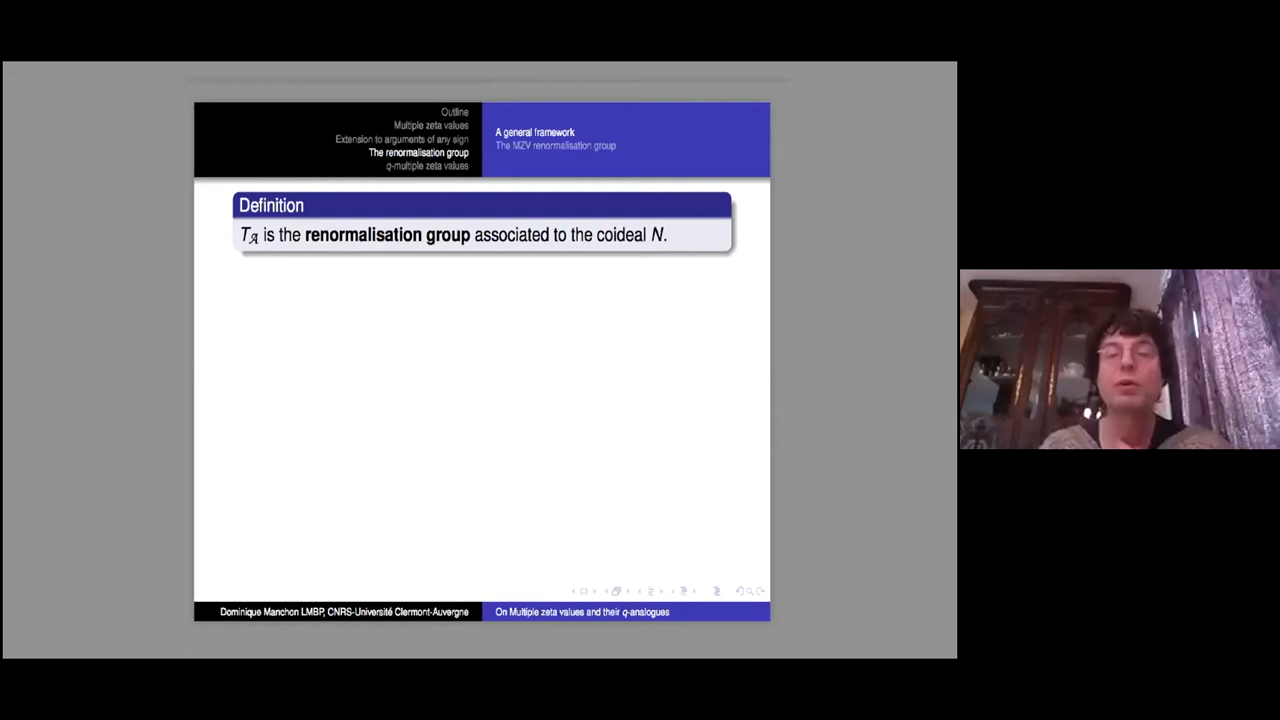 Outline
Multiple zeta values
Extension to arguments of any sign
The renormalisation group
q-multiple zeta values
A general framework
The MZV renormalisation group
Definition
T𝒜 is the renormalisation group associated to the coideal N.
Dominique Manchon LMBP, CNRS-Université Clermont-Auvergne
On Multiple zeta values and their q-analogues